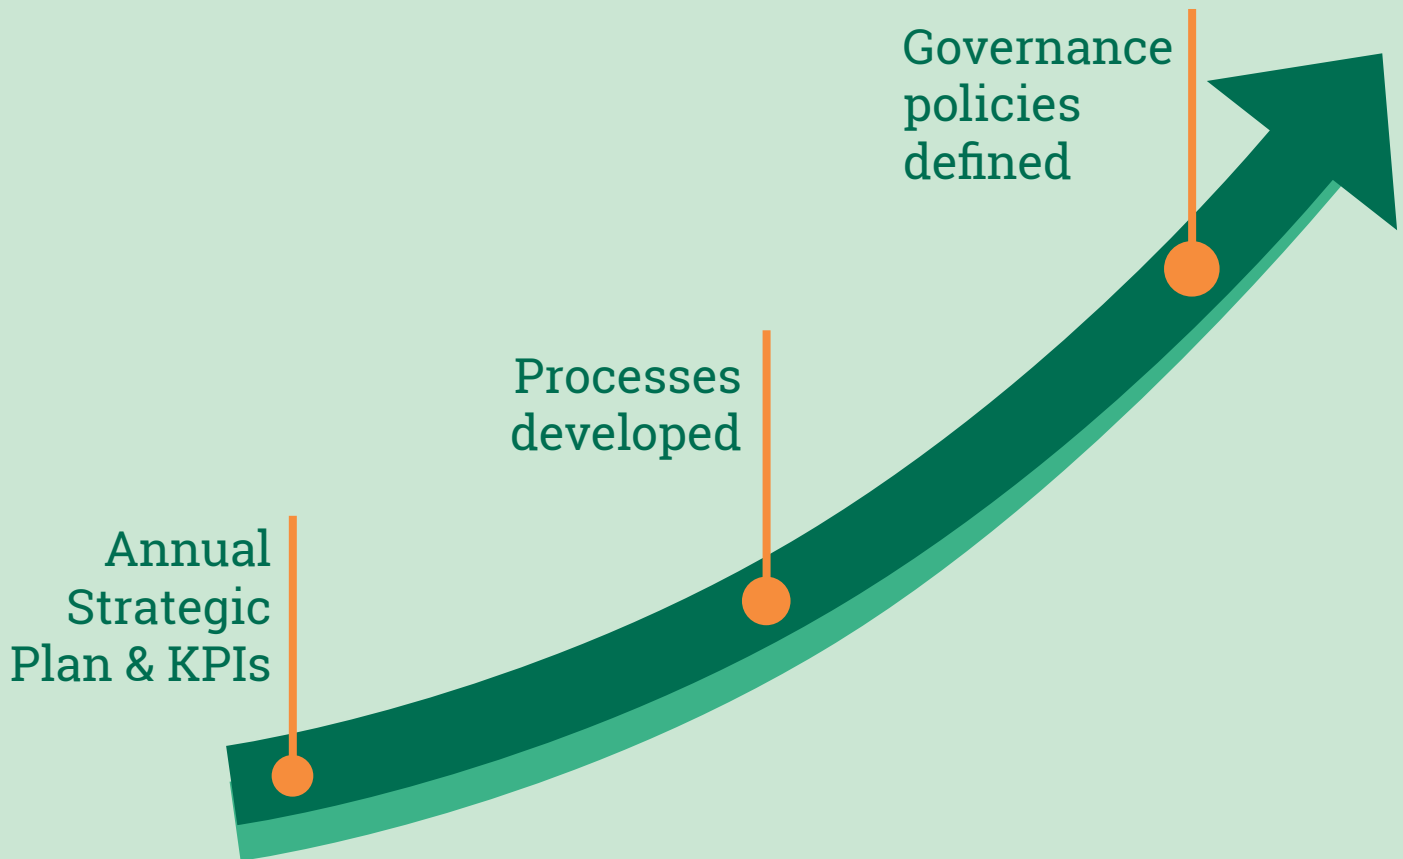 Governance
policies
defined
Processes
developed
Annual
Strategic
Plan & KPIs